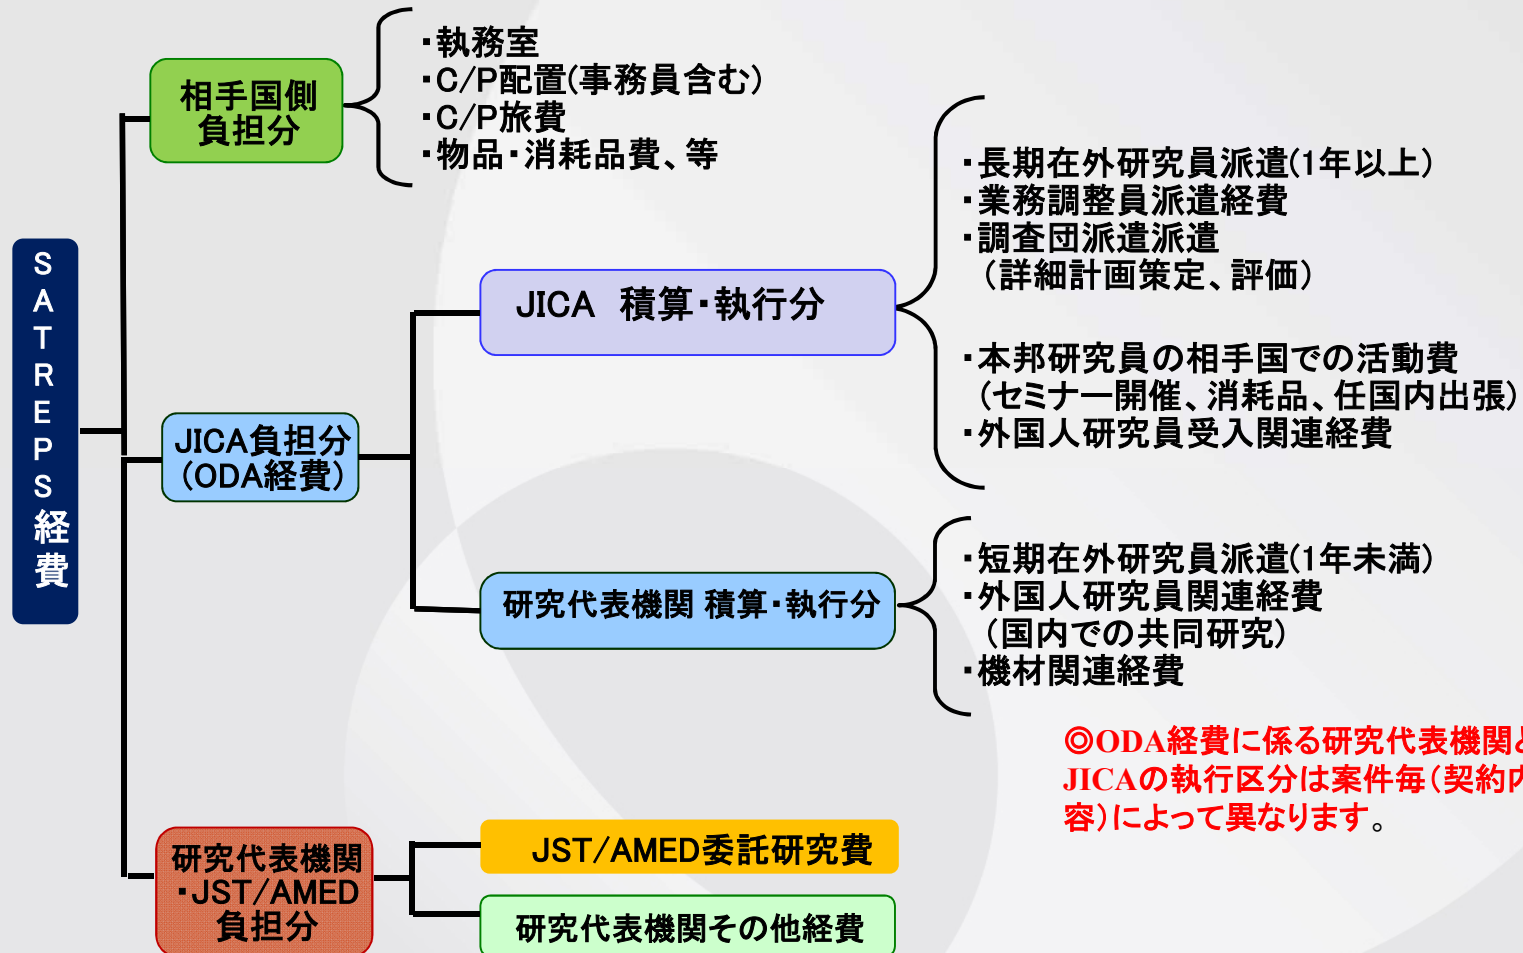 SATREPS経費
相手国側
負担分
・執務室
・C/P配置(事務員含む)
・C/P旅費
・物品・消耗品費、等
JICA負担分
(ODA経費)
JICA 積算・執行分
・長期在外研究員派遣(1年以上)
・業務調整員派遣経費
・調査団派遣派遣
(詳細計画策定、評価)
・本邦研究員の相手国での活動費
(セミナー開催、消耗品、任国内出張)
・外国人研究員受入関連経費
研究代表機関 積算・執行分
・短期在外研究員派遣(1年未満)
・外国人研究員関連経費
(国内での共同研究)
・機材関連経費
◎ODA経費に係る研究代表機関と
JICAの執行区分は案件毎(契約内
容)によって異なります。
研究代表機関
・JST/AMED
負担分
JST/AMED委託研究費
研究代表機関その他経費